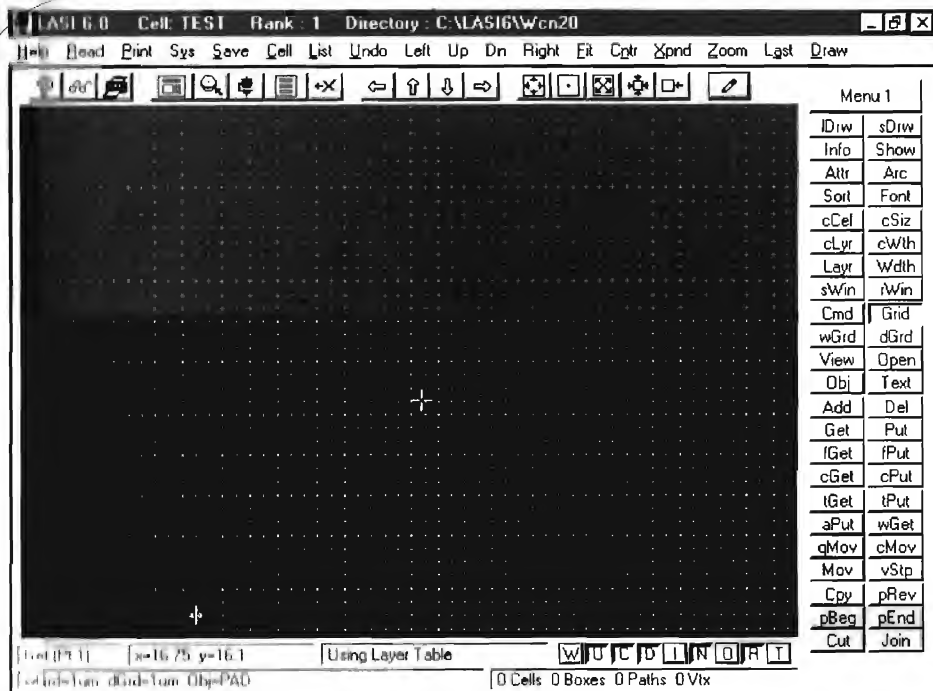 LASI 6.0 Cell: TEST Rank : 1 Directory : C:\LASI6\Wcn20
Help Read Print Sys Save Cell List Undo Left Up Dn Right Fit Cntr Xpnd Zoom Last Draw
Menu 1
lDrw sDrw
Info Show
Attr Arc
Sort Font
cCel cSiz
cLyr cWth
Layr Wdth
sWin rWin
Cmd Grid
wGrd dGrd
View Open
Obj Text
Add Del
Get Put
fGet fPut
cGet cPut
tGet tPut
aPut wGet
qMov cMov
Mov vStp
Cpy pRev
pBeg pEnd
Cut Join
x=16.75 y=16.1 Using Layer Table W U C D I N O R T
dGrid=1um Obj=PAD 0 Cells 0 Boxes 0 Paths 0 Vtx